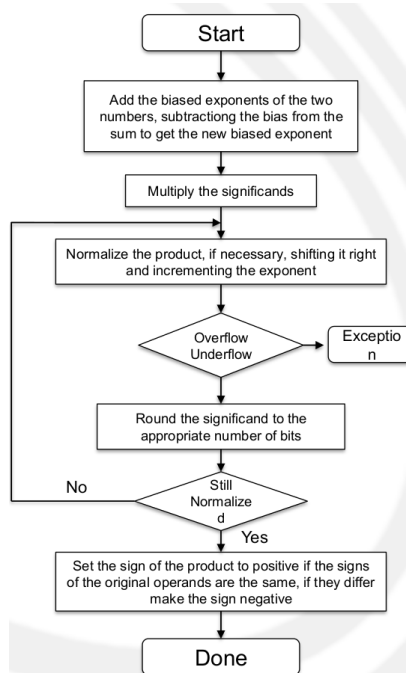 Start
Add the biased exponents of the two
numbers, subtractiong the bias from the
sum to get the new biased exponent
Multiply the significands
Normalize the product, if necessary, shifting it right
and incrementing the exponent
Overflow
Underflow
Exceptio
n
Round the significand to the
appropriate number of bits
No
Still
Normalize
d
Yes
Set the sign of the product to positive if the signs
of the original operands are the same, if they differ
make the sign negative
Done